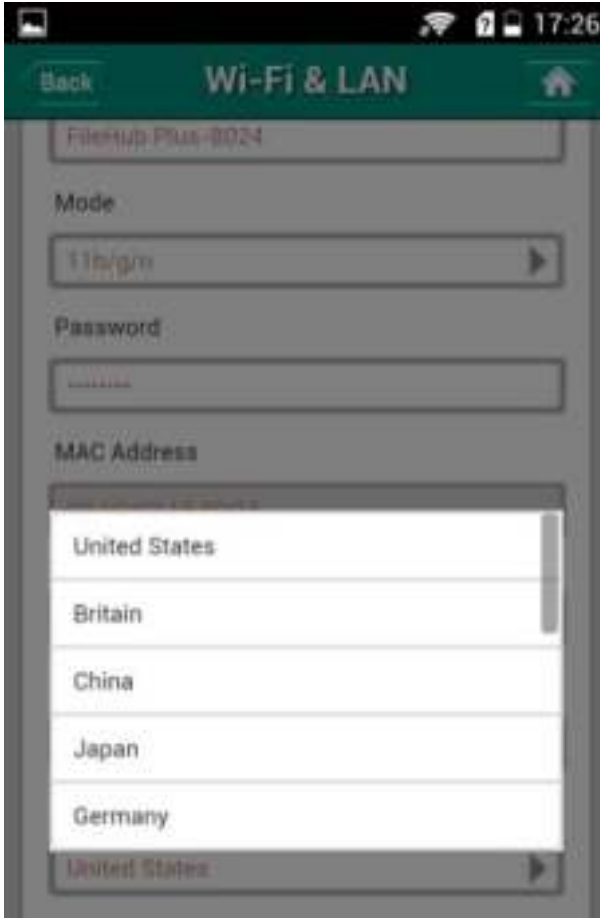 17:26
Back
Wi-Fi & LAN
FileHub Plus-8024
Mode
11b/g/n
Password
--------
MAC Address
United States
Britain
China
Japan
Germany
United States